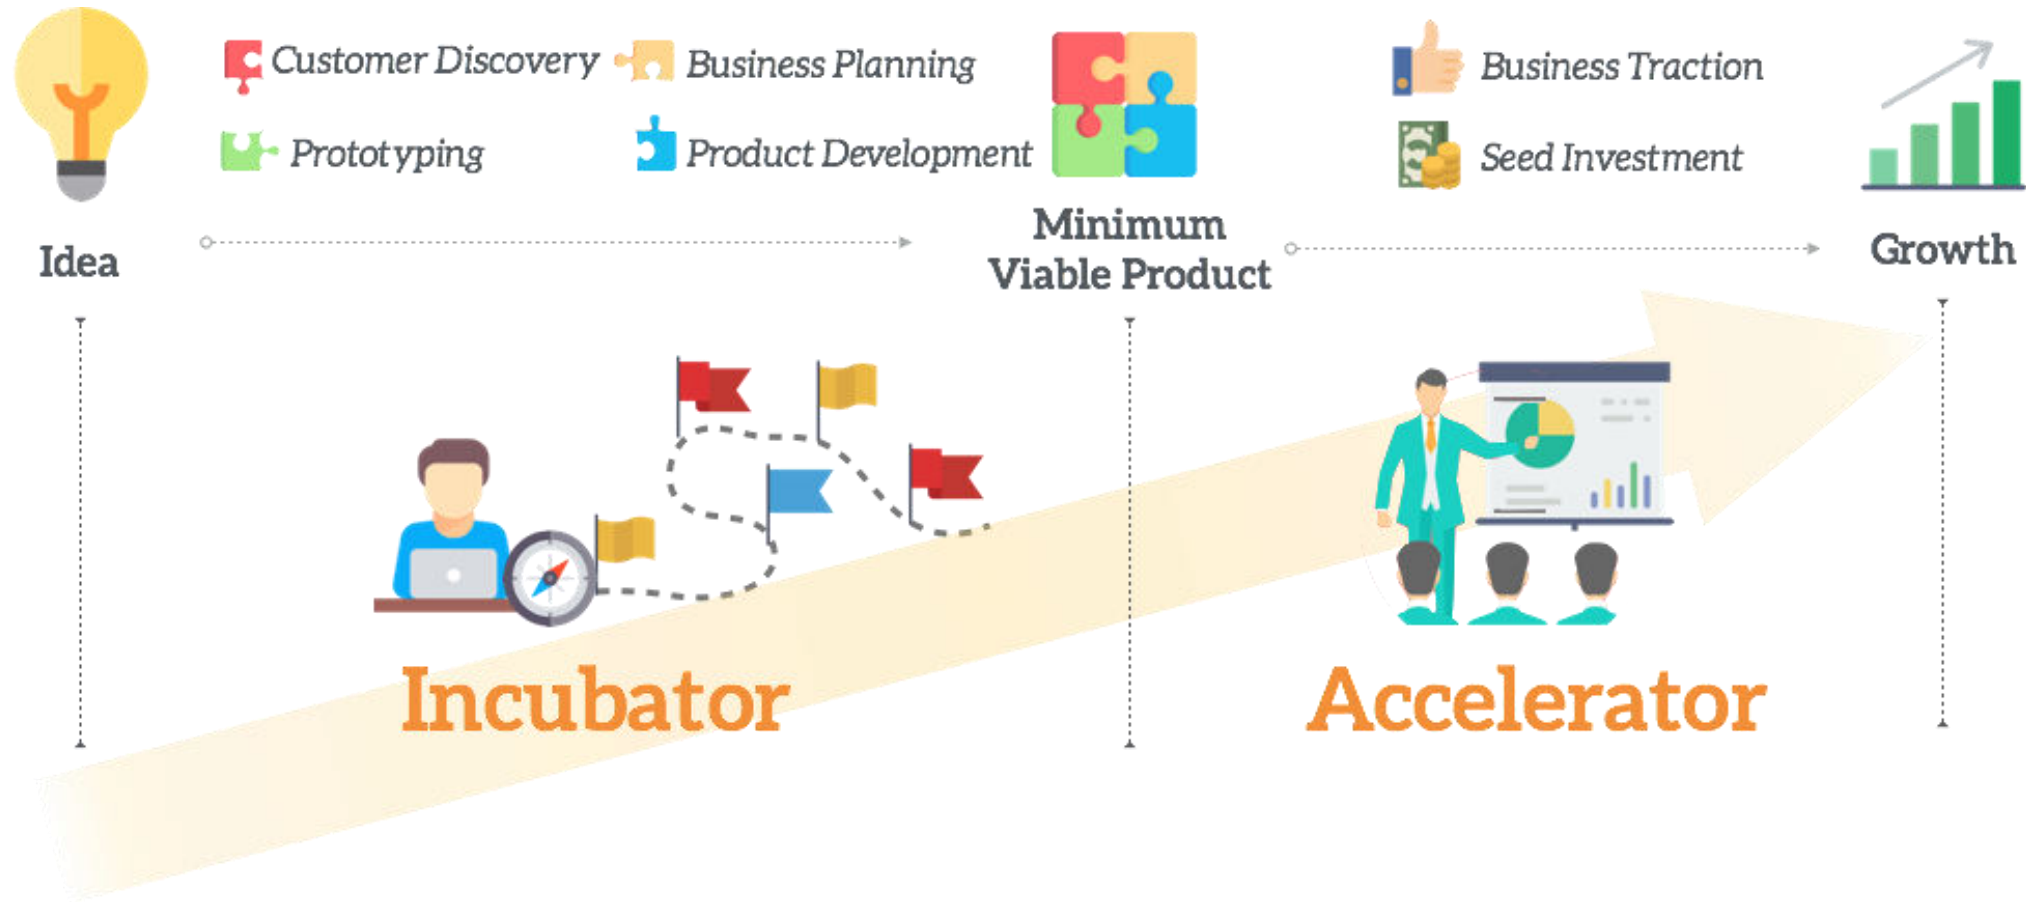 Customer Discovery
Business Planning
Prototyping
Product Development
Business Traction
Seed Investment
Idea
Minimum
Viable Product
Growth
Incubator
Accelerator